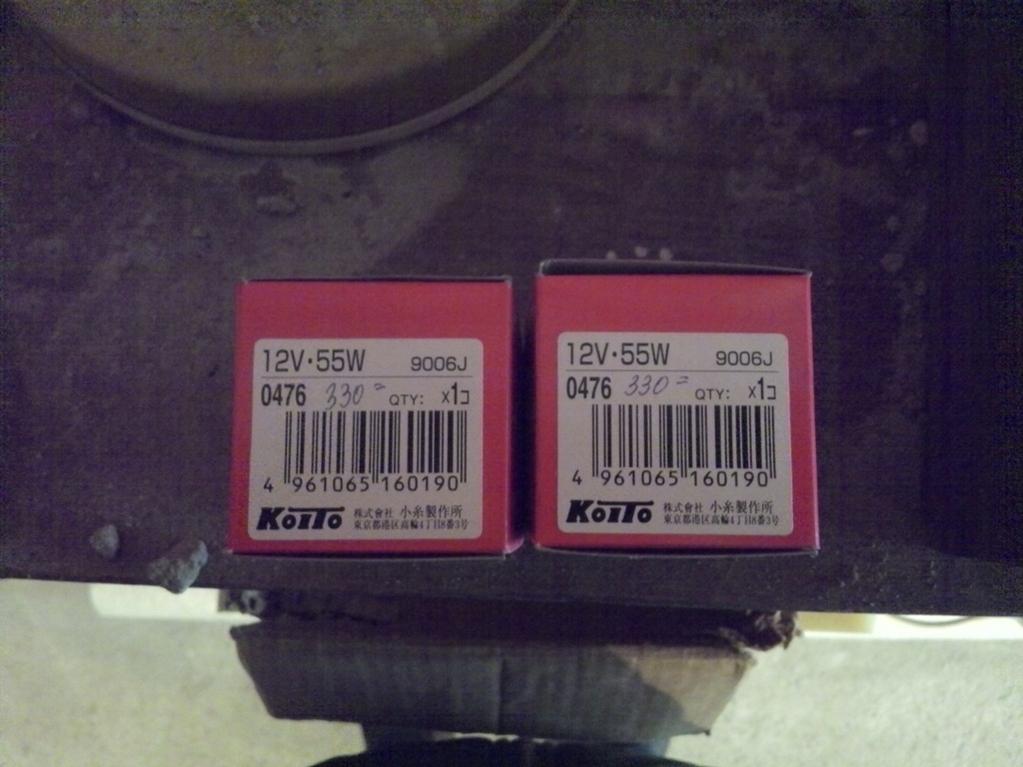 12V・55W 9006J
0476 330= QTY: x1コ
4 961065 160190
KOITO 株式會社 小糸製作所
東京都港区高輪4丁目8番3号
12V・55W 9006J
0476 330= QTY: x1コ
4 961065 160190
KOITO 株式會社 小糸製作所
東京都港区高輪4丁目8番3号